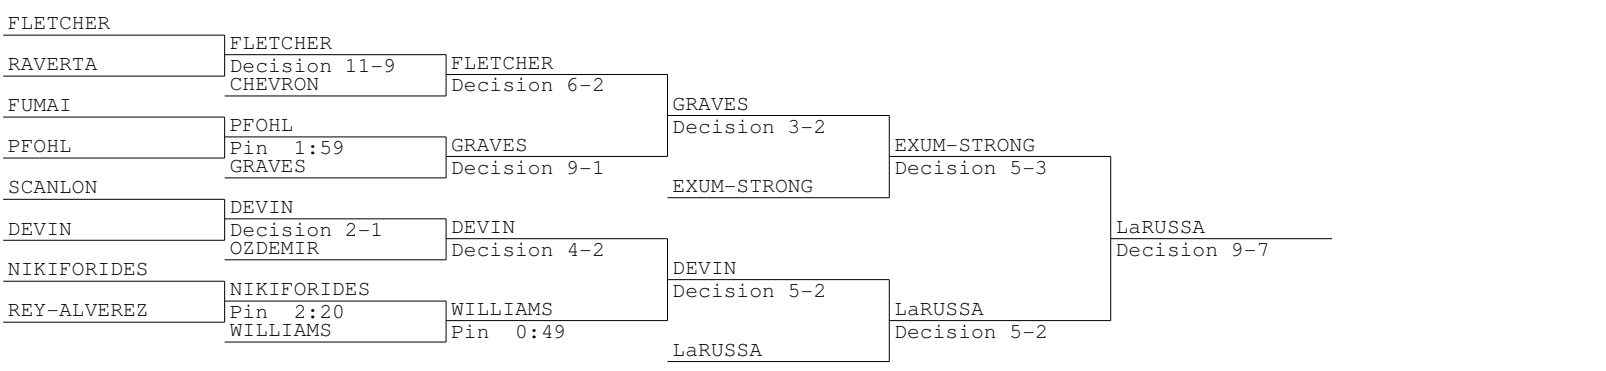 FLETCHER
RAVERTA
FUMAI
PFOHL
SCANLON
DEVIN
NIKIFORIDES
REY-ALVEREZ
FLETCHER
Decision 11-9
CHEVRON
PFOHL
Pin 1:59
GRAVES
DEVIN
Decision 2-1
OZDEMIR
NIKIFORIDES
Pin 2:20
WILLIAMS
FLETCHER
Decision 6-2
GRAVES
Decision 9-1
DEVIN
Decision 4-2
WILLIAMS
Pin 0:49
GRAVES
Decision 3-2
EXUM-STRONG
DEVIN
Decision 5-2
LaRUSSA
EXUM-STRONG
Decision 5-3
LaRUSSA
Decision 5-2
LaRUSSA
Decision 9-7